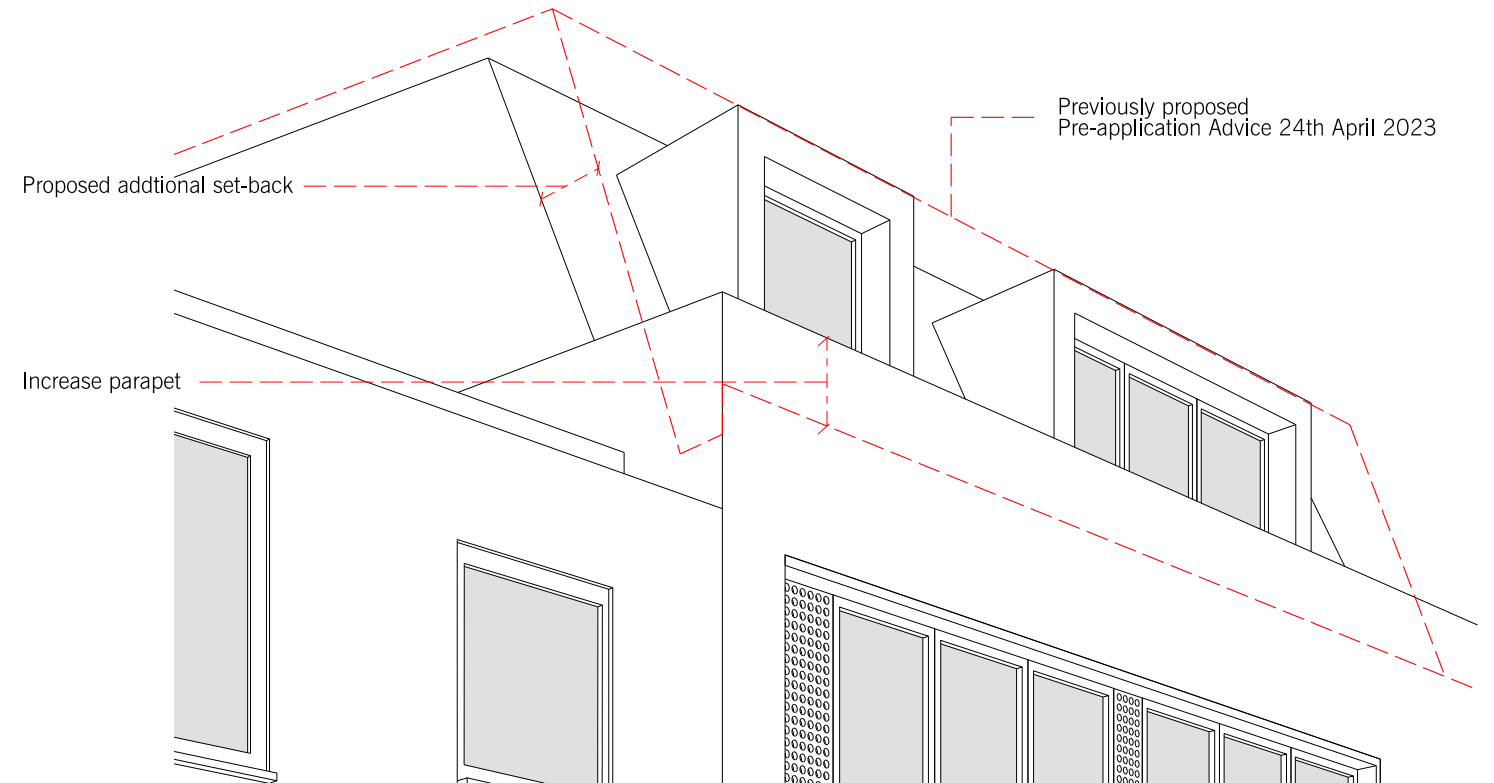 Previously proposed
Pre-application Advice 24th April 2023
Proposed addtional set-back
Increase parapet